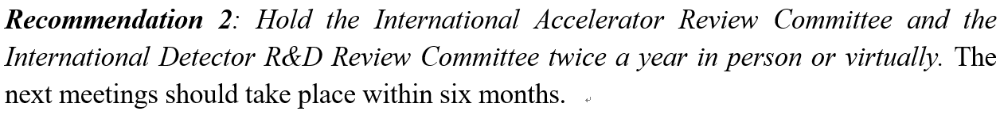 Recommendation 2: Hold the International Accelerator Review Committee and the
International Detector R&D Review Committee twice a year in person or virtually. The
next meetings should take place within six months.